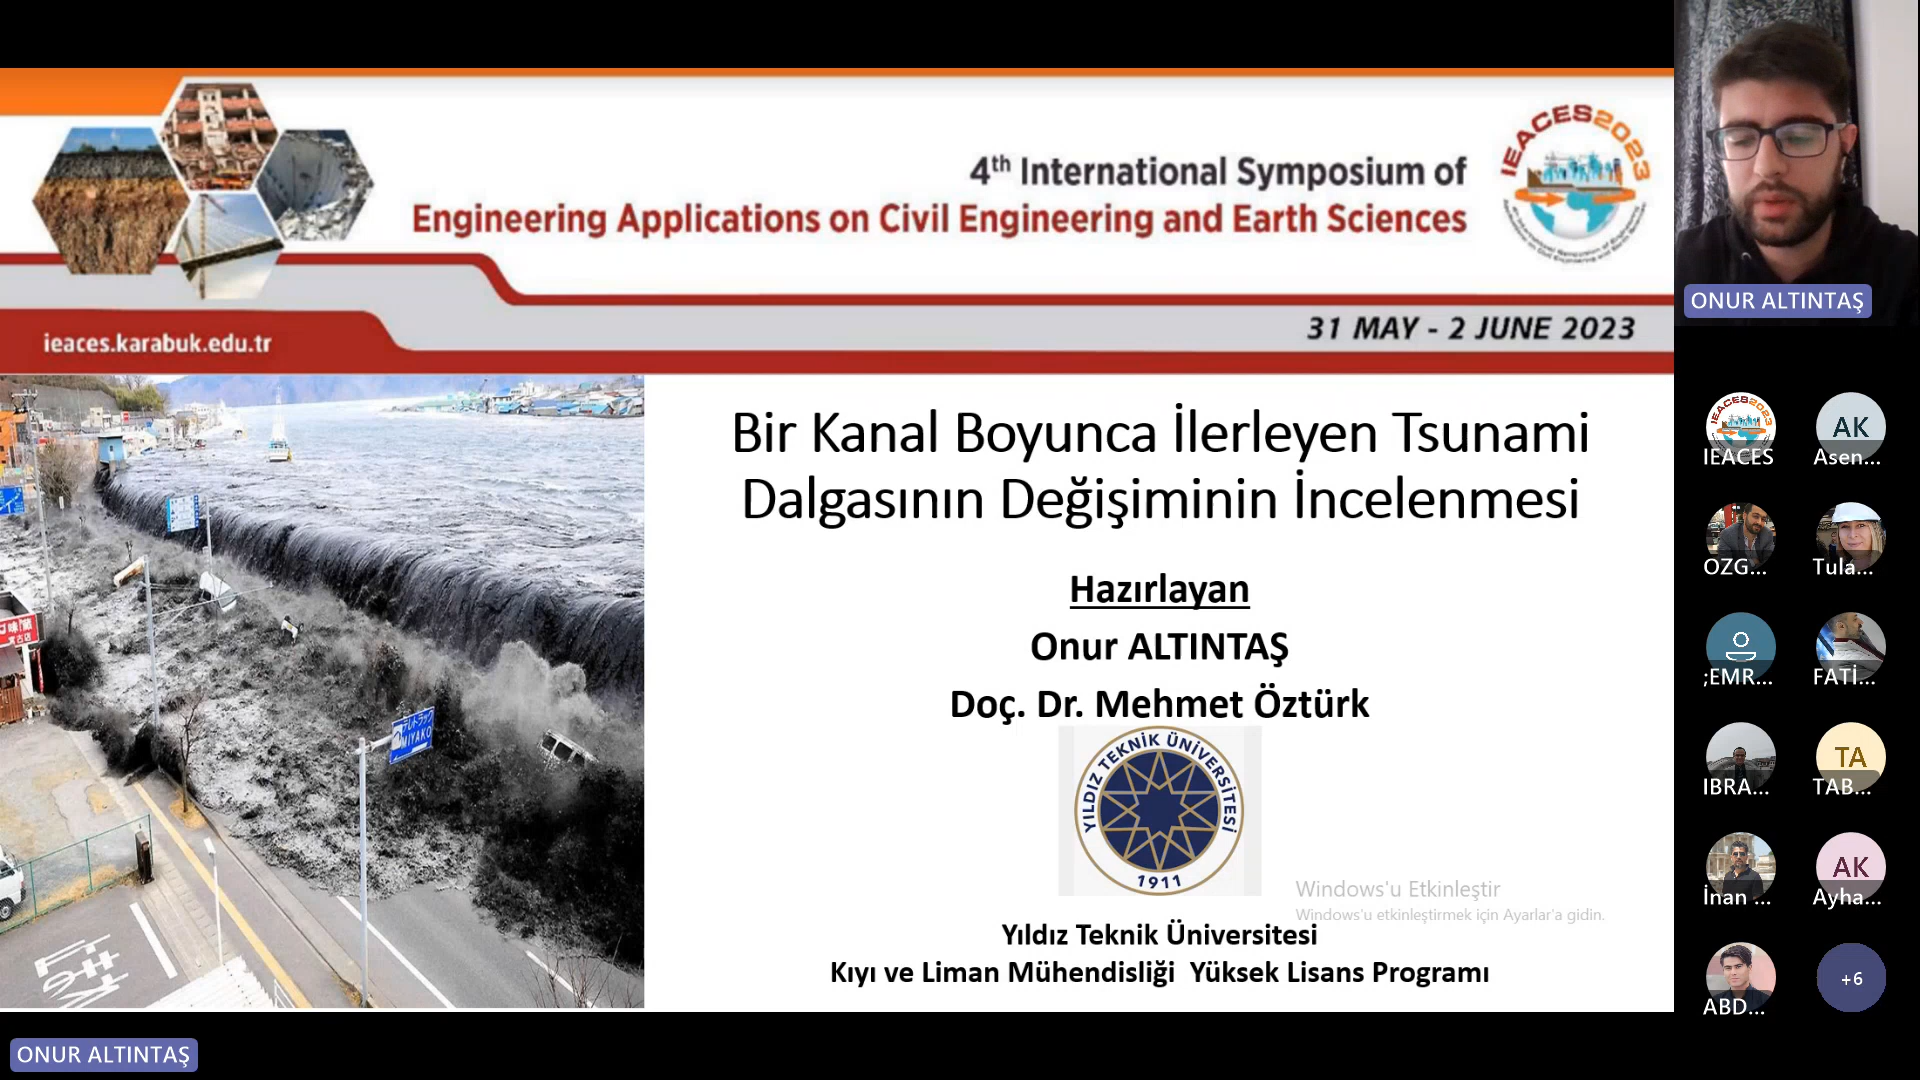 4th International Symposium of
Engineering Applications on Civil Engineering and Earth Sciences
IEACES2023
31 MAY - 2 JUNE 2023
ieaces.karabuk.edu.tr
Bir Kanal Boyunca İlerleyen Tsunami
Dalgasının Değişiminin İncelenmesi
Hazırlayan
Onur ALTINTAŞ
Doç. Dr. Mehmet Öztürk
YILDIZ TEKNİK ÜNİVERSİTESİ
1911
Windows'u Etkinleştir
Windows'u etkinleştirmek için Ayarlar'a gidin.
Yıldız Teknik Üniversitesi
Kıyı ve Liman Mühendisliği Yüksek Lisans Programı
MIYAKO
ONUR ALTINTAŞ
IEACES2023
IEACES
AK
Asen...
OZG...
Tula...
;EMR...
FATİ...
IBRA...
TA
TAB...
İnan ...
AK
Ayha...
ABD...
+6
ONUR ALTINTAŞ